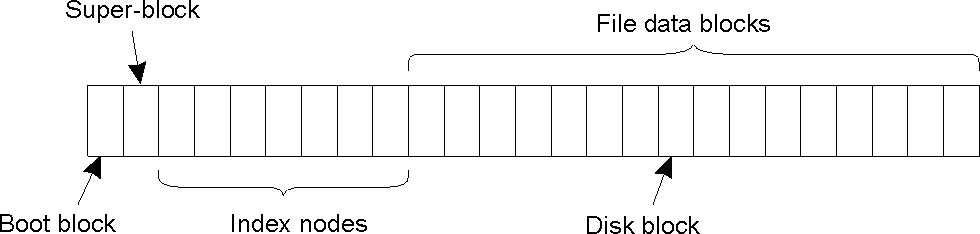 Super-block
File data blocks
Boot block
Index nodes
Disk block